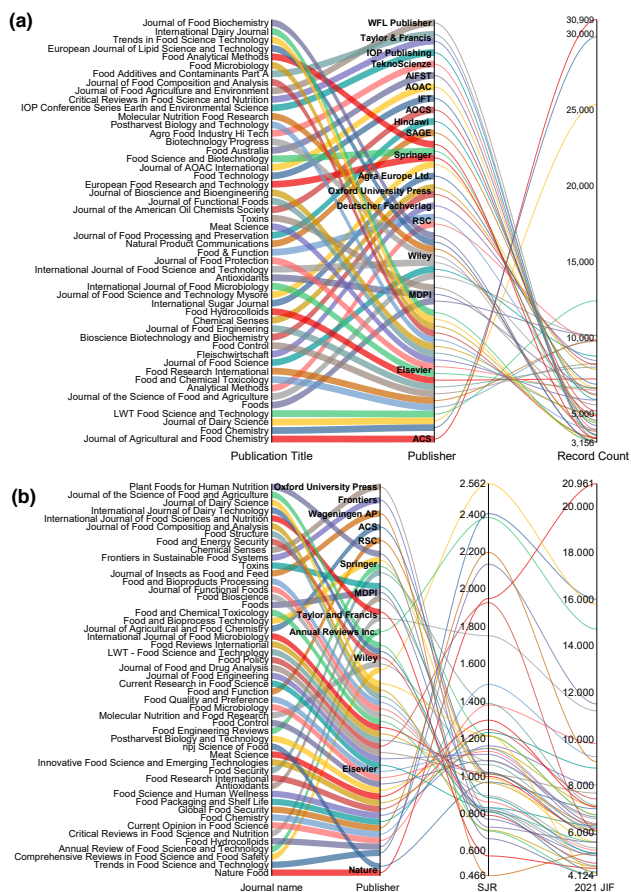 (a)
Journal of Food Biochemistry
International Dairy Journal
Trends in Food Science Technology
European Journal of Lipid Science and Technology
Food Analytical Methods
Food Microbiology
Food Additives and Contaminants Part A
Journal of Food Composition and Analysis
Journal of Food Agriculture and Environment
Critical Reviews in Food Science and Nutrition
IOP Conference Series Earth and Environmental Science
Molecular Nutrition Food Research
Postharvest Biology and Technology
Agro Food Industry Hi Tech
Biotechnology Progress
Food Australia
Food Science and Biotechnology
Journal of AOAC International
Food Technology
European Food Research and Technology
Journal of Bioscience and Bioengineering
Journal of Functional Foods
Journal of the American Oil Chemists Society
Toxins
Meat Science
Journal of Food Processing and Preservation
Natural Product Communications
Food & Function
Journal of Food Protection
International Journal of Food Science and Technology
Antioxidants
International Journal of Food Microbiology
Journal of Food Science and Technology Mysore
International Sugar Journal
Food Hydrocolloids
Chemical Senses
Journal of Food Engineering
Bioscience Biotechnology and Biochemistry
Food Control
Fleischwirtschaft
Journal of Food Science
Food Research International
Food and Chemical Toxicology
Analytical Methods
Journal of the Science of Food and Agriculture
Foods
LWT Food Science and Technology
Journal of Dairy Science
Food Chemistry
Journal of Agricultural and Food Chemistry
WFL Publisher
Taylor & Francis
IOP Publishing
TeknoScienze
AIFST
AOAC
IFT
AOCS
Hindawi
SAGE
Springer
Agra Europe Ltd.
Oxford University Press
Deutscher Fachverlag
RSC
Wiley
MDPI
Elsevier
ACS
30,909
30,000
25,000
20,000
15,000
10,000
5,000
3,156
Publication Title
Publisher
Record Count
(b)
Plant Foods for Human Nutrition
Journal of the Science of Food and Agriculture
Journal of Dairy Science
International Journal of Dairy Technology
International Journal of Food Sciences and Nutrition
Journal of Food Composition and Analysis
Food Structure
Food and Energy Security
Chemical Senses
Frontiers in Sustainable Food Systems
Toxins
Journal of Insects as Food and Feed
Food and Bioproducts Processing
Journal of Functional Foods
Food Bioscience
Foods
Food and Chemical Toxicology
Food and Bioprocess Technology
Journal of Agricultural and Food Chemistry
International Journal of Food Microbiology
Food Reviews International
LWT - Food Science and Technology
Food Policy
Journal of Food and Drug Analysis
Journal of Food Engineering
Current Research in Food Science
Food and Function
Food Quality and Preference
Food Microbiology
Molecular Nutrition and Food Research
Food Control
Food Engineering Reviews
Postharvest Biology and Technology
npj Science of Food
Meat Science
Innovative Food Science and Emerging Technologies
Food Security
Food Research International
Antioxidants
Food Science and Human Wellness
Food Packaging and Shelf Life
Global Food Security
Food Chemistry
Current Opinion in Food Science
Critical Reviews in Food Science and Nutrition
Food Hydrocolloids
Annual Review of Food Science and Technology
Comprehensive Reviews in Food Science and Food Safety
Trends in Food Science and Technology
Nature Food
Oxford University Press
Frontiers
Wageningen AP
ACS
RSC
Springer
MDPI
Taylor and Francis
Annual Reviews Inc.
Wiley
Elsevier
Nature
2.562
2.400
2.200
2.000
1.800
1.600
1.400
1.200
1.000
0.800
0.600
0.466
20.961
20.000
18.000
16.000
14.000
12.000
10.000
8.000
6.000
4.124
Journal name
Publisher
SJR
2021 JIF